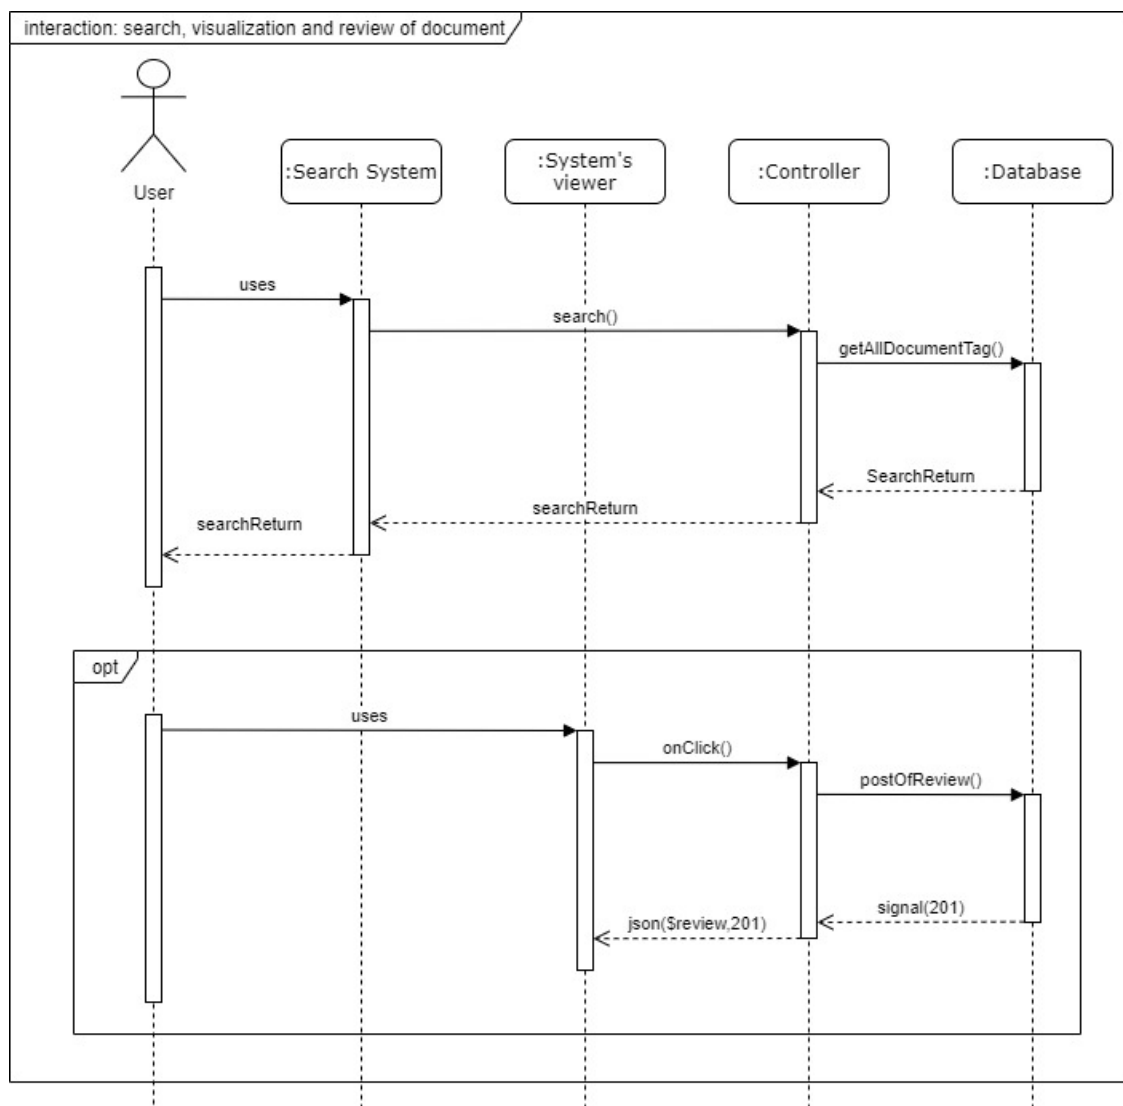 interaction: search, visualization and review of document
User
:Search System
:System's
viewer
:Controller
:Database
uses
search()
getAllDocumentTag()
SearchReturn
searchReturn
searchReturn
opt
uses
onClick()
postOfReview()
signal(201)
json($review,201)